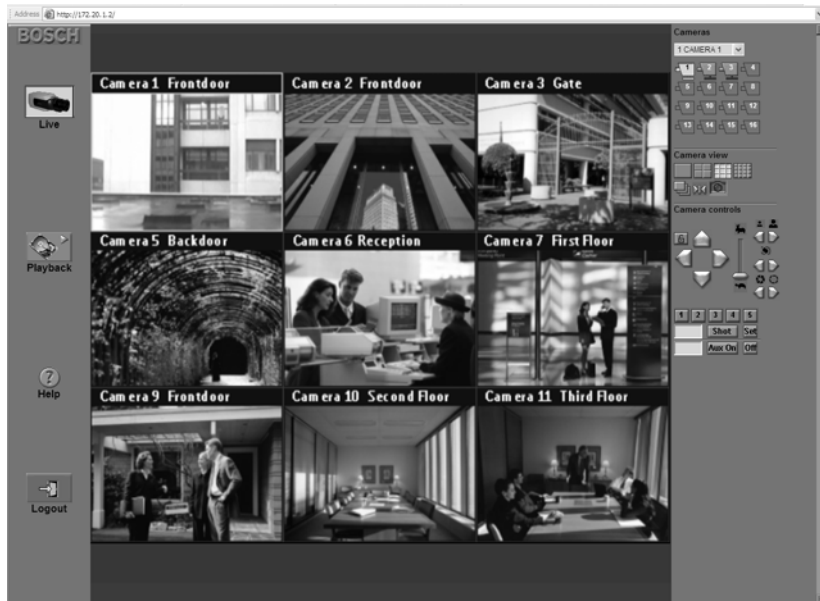 Address http://172.20.1.2/
BOSCH
Live
Playback
Help
Logout
Camera 1 Frontdoor
Camera 2 Frontdoor
Camera 3 Gate
Camera 5 Backdoor
Camera 6 Reception
Camera 7 First Floor
Camera 9 Frontdoor
Camera 10 Second Floor
Camera 11 Third Floor
Cameras
1 CAMERA 1
1 2 3 4
5 6 7 8
9 10 11 12
13 14 15 16
Camera view
Camera controls
1 2 3 4 5
Shot Set
Aux On Off